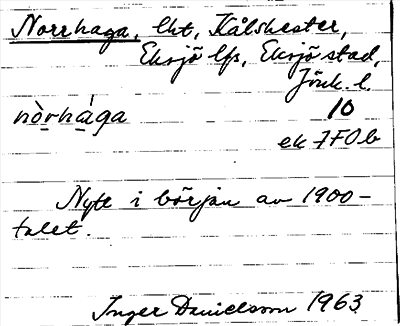 Norrhaga, lht, Kålshester,
Eksjö lfs, Eksjö stad,
Jönk. l.
nòrhága 10
ek 7F0b
Nytt i början av 1900-
talet.
Inger Danielsson 1963